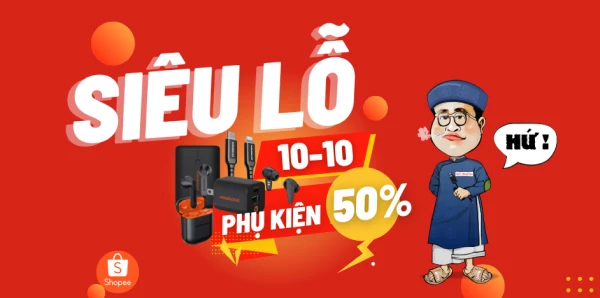 SIÊU LỖ
10-10
PHỤ KIỆN 50%
HỨ!
Shopee